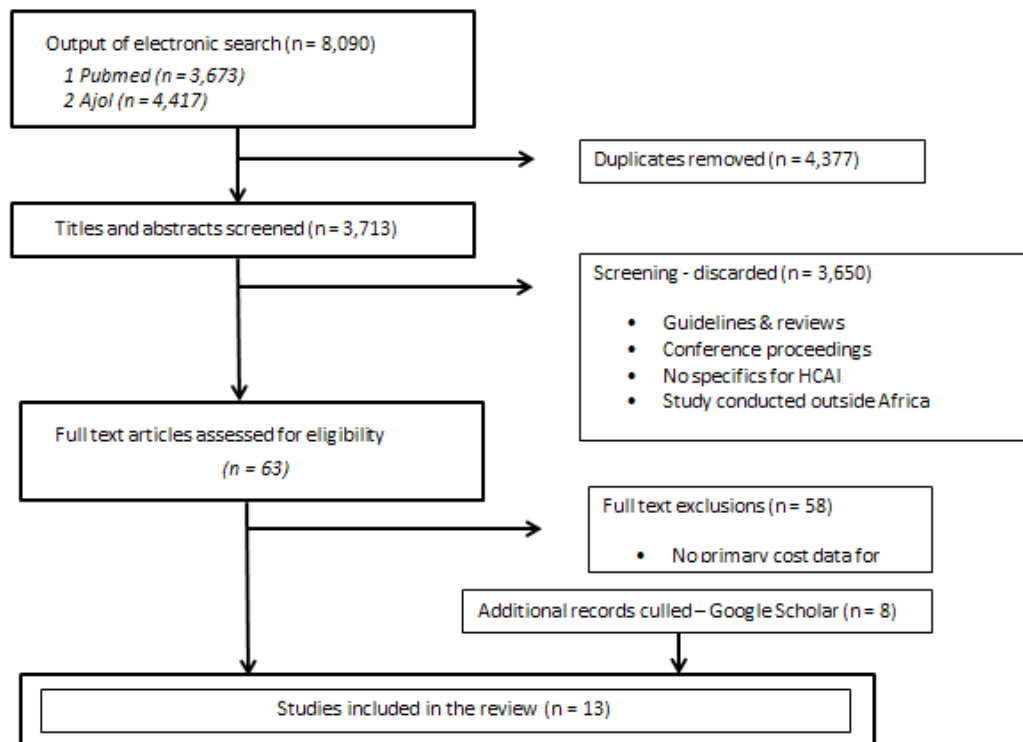 Output of electronic search (n = 8,090)
1 Pubmed (n = 3,673)
2 Ajol (n = 4,417)
Duplicates removed (n = 4,377)
Titles and abstracts screened (n = 3,713)
Screening - discarded (n = 3,650)
• Guidelines & reviews
• Conference proceedings
• No specifics for HCAI
• Study conducted outside Africa
Full text articles assessed for eligibility
(n = 63)
Full text exclusions (n = 58)
• No primary cost data for
Additional records culled – Google Scholar (n = 8)
Studies included in the review (n = 13)